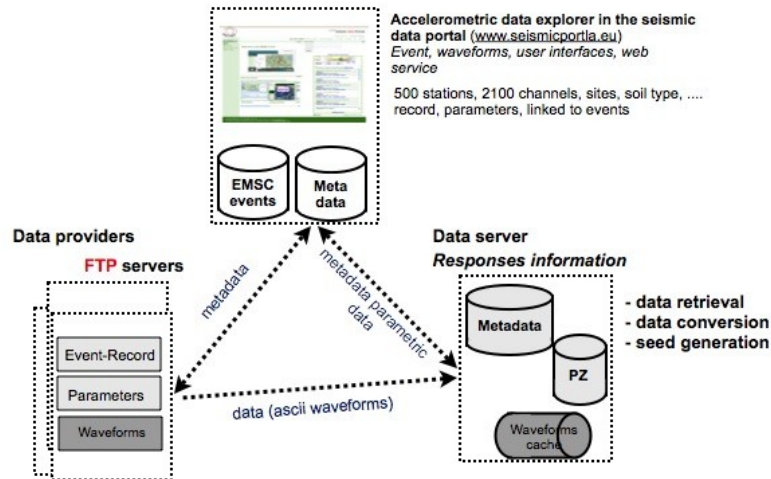 Accelerometric data explorer in the seismic
data portal (www.seismicportla.eu)
Event, waveforms, user interfaces, web
service
500 stations, 2100 channels, sites, soil type, ....
record, parameters, linked to events
EMSC
events
Meta
data
Data providers
FTP servers
Data server
Responses information
metadata
metadata parametric
data
Event-Record
Parameters
Waveforms
data (ascii waveforms)
Metadata
PZ
Waveforms
cache
- data retrieval
- data conversion
- seed generation